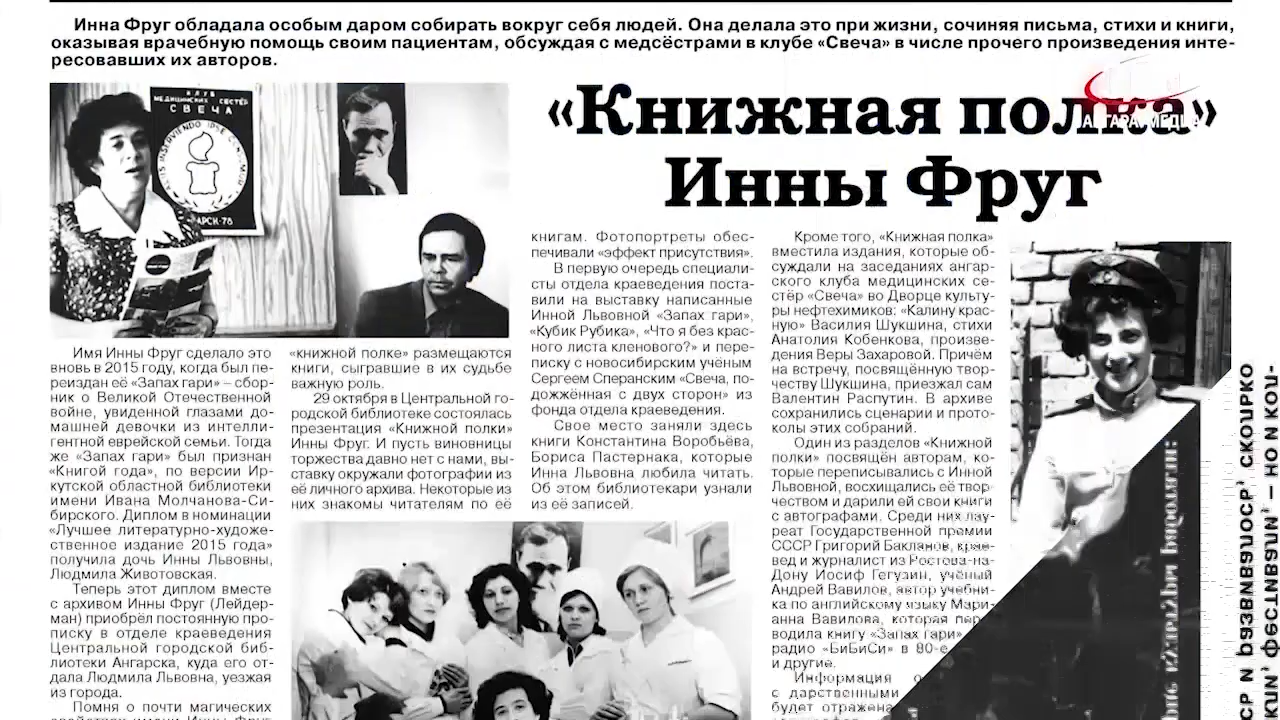 Инна Фруг обладала особым даром собирать вокруг себя людей. Она делала это при жизни, сочиняя письма, стихи и книги,
оказывая врачебную помощь своим пациентам, обсуждая с медсёстрами в клубе «Свеча» в числе прочего произведения инте-
ресовавших их авторов.
«Книжная полка»
Инны Фруг
АНГАРА МЕДИА
КЛУБ
МЕДИЦИНСКИХ СЕСТЁР
СВЕЧА
АРСК-78
Имя Инны Фруг сделало это
вновь в 2015 году, когда был пе-
реиздан её «Запах гари» – сбор-
ник о Великой Отечественной
войне, увиденной глазами до-
машней девочки из интелли-
гентной еврейской семьи. Тогда
же «Запах гари» был признан
«Книгой года», по версии Ир-
кутской областной библиотеки
имени Ивана Молчанова-Си-
бирского. Диплом в номинации
«Лучшее литературно-художе-
ственное издание 2015 года»
получила дочь Инны Львовны,
Людмила Животовская.
Теперь этот диплом вместе
с архивом Инны Фруг (Лейдер-
ман) приобрёл постоянную про-
писку в отделе краеведения
Центральной городской биб-
лиотеки Ангарска, куда его от-
дала Людмила Львовна, уезжая
из города.
Помня о почти магических
свойствах имени Инны Фруг
«книжной полке» размещаются
книги, сыгравшие в их судьбе
важную роль.
29 октября в Центральной го-
родской библиотеке состоялась
презентация «Книжной полки»
Инны Фруг. И пусть виновницы
торжества давно нет с нами, вы-
ставку окружали фотографии из
её личного архива. Некоторые из
них знакомы читателям по её
книгам. Фотопортреты обес-
печивали «эффект присутствия».
В первую очередь специали-
сты отдела краеведения поста-
вили на выставку написанные
Инной Львовной «Запах гари»,
«Кубик Рубика», «Что я без крас-
ного листа кленового?» и пере-
писку с новосибирским учёным
Сергеем Сперанским «Свеча, по-
дожжённая с двух сторон» из
фонда отдела краеведения.
Свое место заняли здесь
книги Константина Воробьёва,
Бориса Пастернака, которые
Инна Львовна любила читать.
Об этом библиотекари узнали
из её записей.
Кроме того, «Книжная полка»
вместила издания, которые об-
суждали на заседаниях ангар-
ского клуба медицинских се-
стёр «Свеча» во Дворце культу-
ры нефтехимиков: «Калину крас-
ную» Василия Шукшина, стихи
Анатолия Кобенкова, произве-
дения Веры Захаровой. Причём
на встречу, посвящённую твор-
честву Шукшина, приезжал сам
Валентин Распутин. В архиве
сохранились сценарии и прото-
колы этих собраний.
Один из разделов «Книжной
полки» посвящён авторам, ко-
торые переписывались с Инной
Львовной, восхищались её твор-
чеством и дарили ей свои книги
с автографами. Среди них лау-
реат Государственной премии
СССР Григорий Бакланов, крае-
вед и журналист из Ростова-на-
Дону Иосиф Гегузин, учёный
Андрей Вавилов, автор учебни-
ка по английскому языку Мари-
анна Вавилова, которая пере-
водила книгу «Запах гари»
радио «БиБиСи» в 80-е
и другие.
Информация о
с дарственными
будет отражена